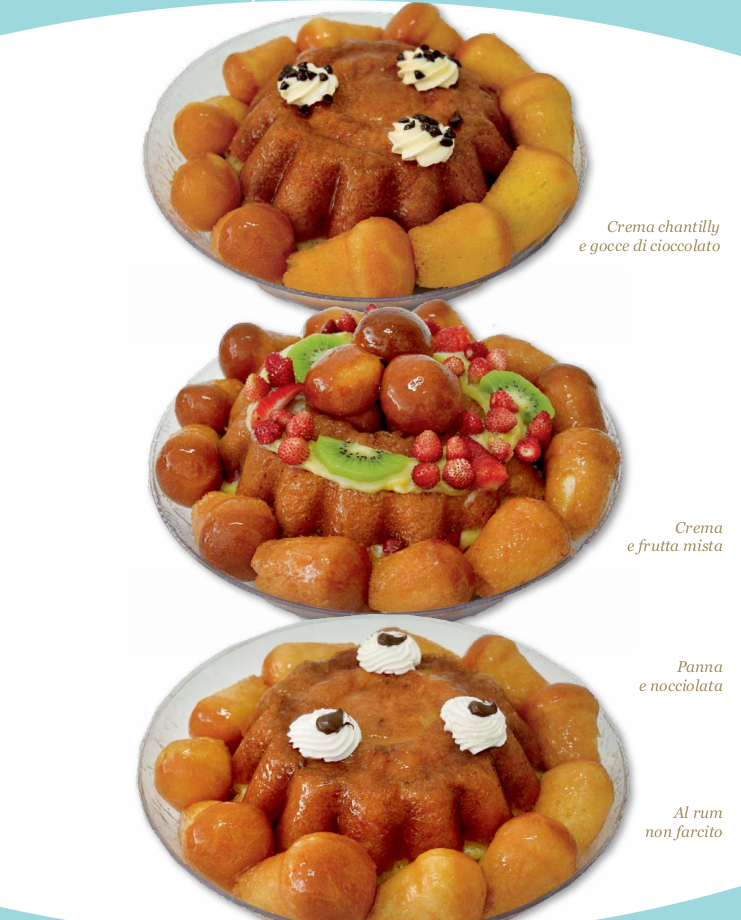 Crema chantilly
e gocce di cioccolato
Crema
e frutta mista
Panna
e nocciolata
Al rum
non farcito